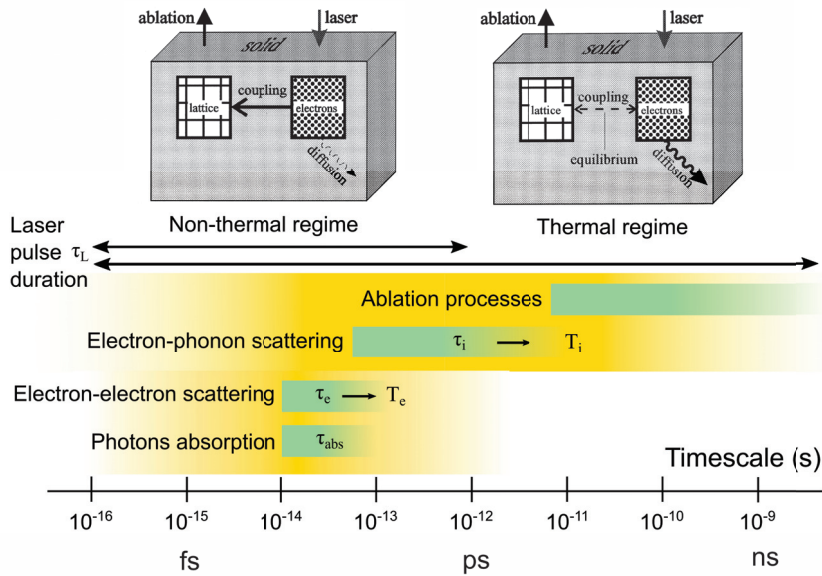 ablation laser
solid
coupling
lattice electrons
diffusion
ablation laser
solid
coupling
lattice electrons
equilibrium
diffusion
Non-thermal regime
Thermal regime
Laser
pulse τL
duration
Ablation processes
Electron-phonon scattering τi Ti
Electron-electron scattering τe Te
Photons absorption τabs
Timescale (s)
10-16 10-15 10-14 10-13 10-12 10-11 10-10 10-9
fs ps ns